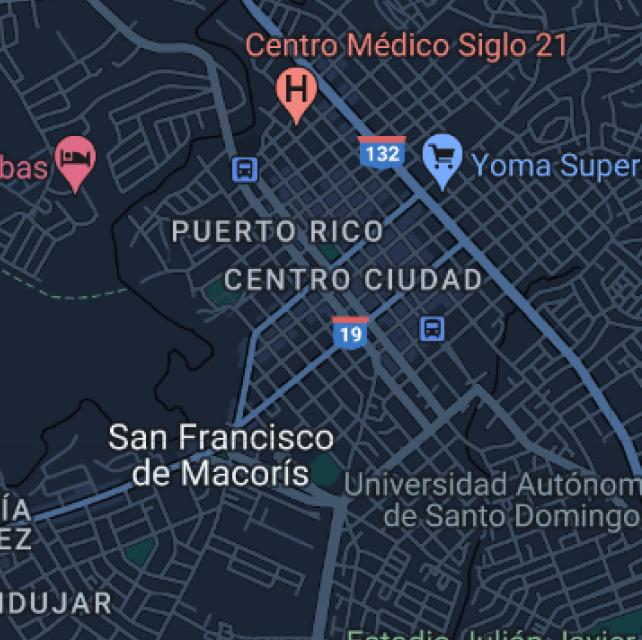 Centro Médico Siglo 21
H
132
bas
Yoma Super
PUERTO RICO
CENTRO CIUDAD
19
San Francisco
de Macorís
Universidad Autónom
de Santo Domingo
ÍA
EZ
NDUJAR
Estadio Julián Javier